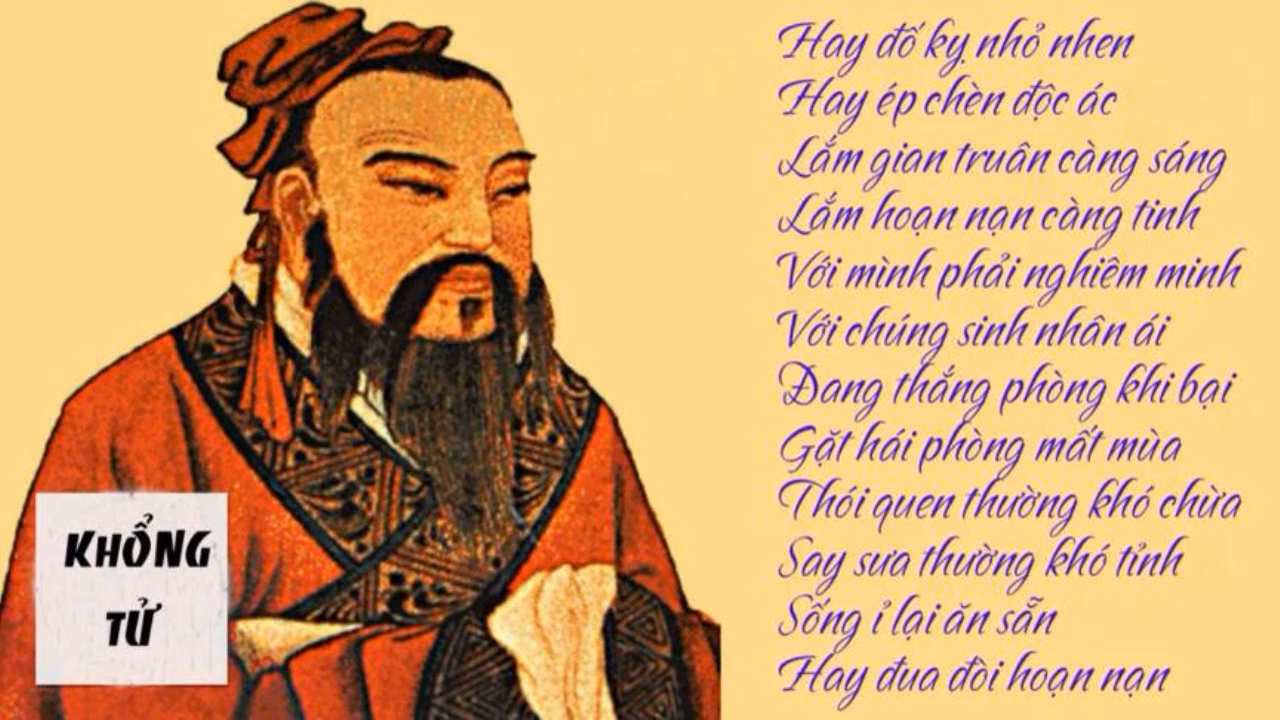 Hay đố kỵ nhỏ nhen
Hay ép chèn độc ác
Lắm gian truân càng sáng
Lắm hoạn nạn càng tinh
Với mình phải nghiêm minh
Với chúng sinh nhân ái
Đang thắng phòng khi bại
Gặt hái phòng mất mùa
Thói quen thường khó chừa
Say sưa thường khó tỉnh
Sống ỉ lại ăn sẵn
Hay đua đòi hoạn nạn
KHỔNG
TỬ